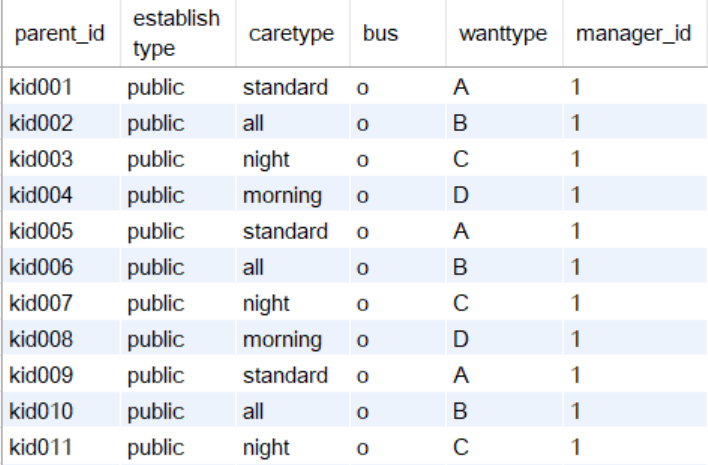 parent_id establish type caretype bus wanttype manager_id
kid001 public standard o A 1
kid002 public all o B 1
kid003 public night o C 1
kid004 public morning o D 1
kid005 public standard o A 1
kid006 public all o B 1
kid007 public night o C 1
kid008 public morning o D 1
kid009 public standard o A 1
kid010 public all o B 1
kid011 public night o C 1